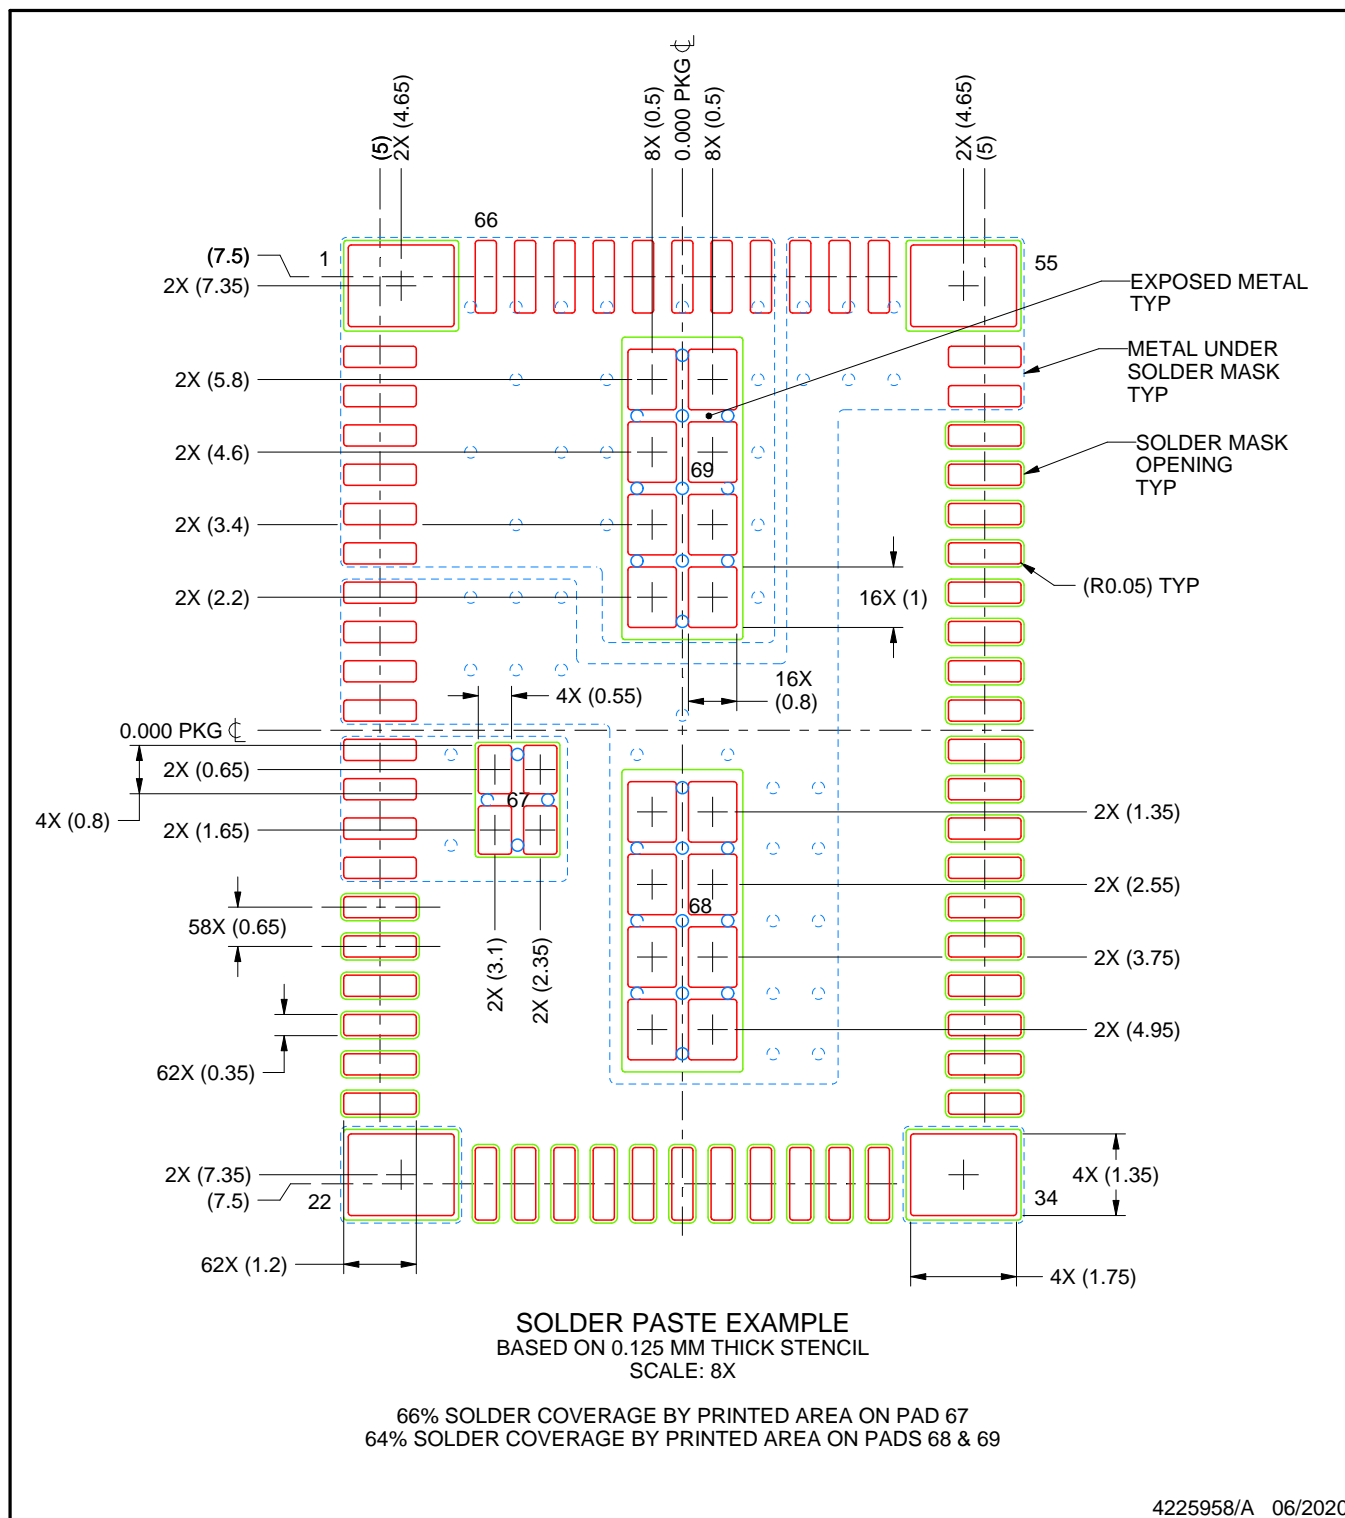 (5)
2X (4.65)
8X (0.5)
0.000 PKG ℄
8X (0.5)
2X (4.65)
(5)
66
1
55
(7.5)
2X (7.35)
EXPOSED METAL
TYP
METAL UNDER
SOLDER MASK
TYP
2X (5.8)
2X (4.6)
SOLDER MASK
OPENING
TYP
69
2X (3.4)
2X (2.2)
16X (1)
(R0.05) TYP
16X
(0.8)
4X (0.55)
0.000 PKG ℄
2X (0.65)
67
4X (0.8)
2X (1.65)
2X (1.35)
2X (2.55)
68
58X (0.65)
2X (3.1)
2X (2.35)
2X (3.75)
2X (4.95)
62X (0.35)
2X (7.35)
(7.5)
22
34
4X (1.35)
62X (1.2)
4X (1.75)
SOLDER PASTE EXAMPLE
BASED ON 0.125 MM THICK STENCIL
SCALE: 8X
66% SOLDER COVERAGE BY PRINTED AREA ON PAD 67
64% SOLDER COVERAGE BY PRINTED AREA ON PADS 68 & 69
4225958/A 06/2020